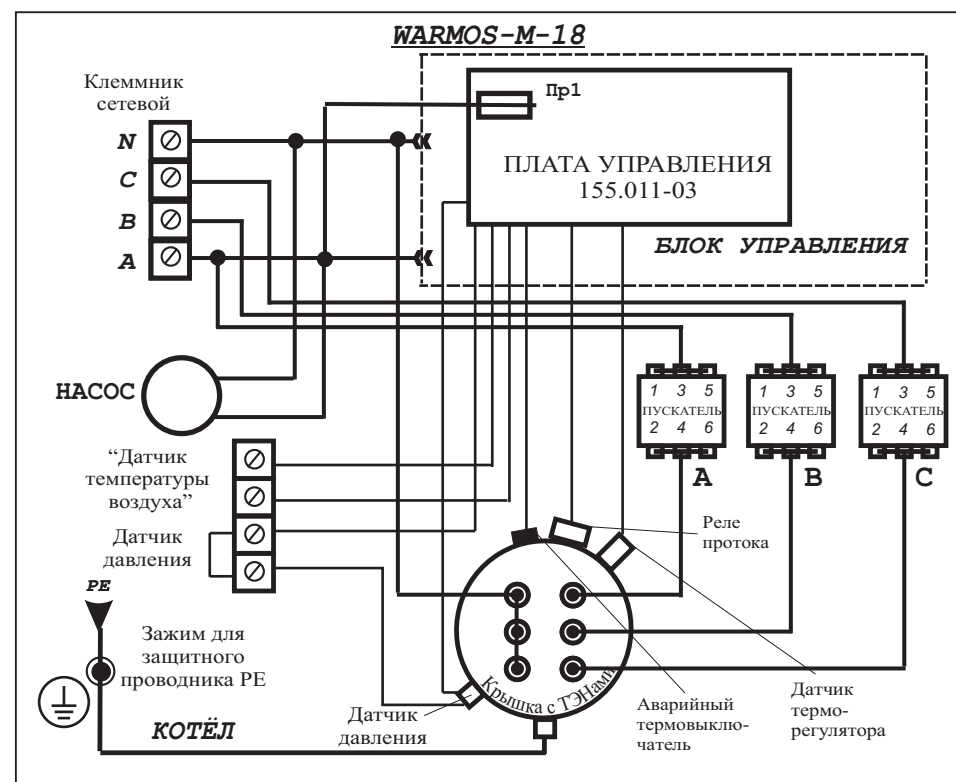 WARMOS-M-18
Клеммник
сетевой
N
C
B
A
Пр1
ПЛАТА УПРАВЛЕНИЯ
155.011-03
БЛОК УПРАВЛЕНИЯ
НАСОС
1 3 5
ПУСКАТЕЛЬ
2 4 6
A
1 3 5
ПУСКАТЕЛЬ
2 4 6
B
1 3 5
ПУСКАТЕЛЬ
2 4 6
C
“Датчик
температуры
воздуха”
Датчик
давления
Реле
протока
PE
Зажим для
защитного
проводника PE
КОТЁЛ
Крышка с ТЭНами
Датчик
давления
Аварийный
термовыклю-
чатель
Датчик
термо-
регулятора